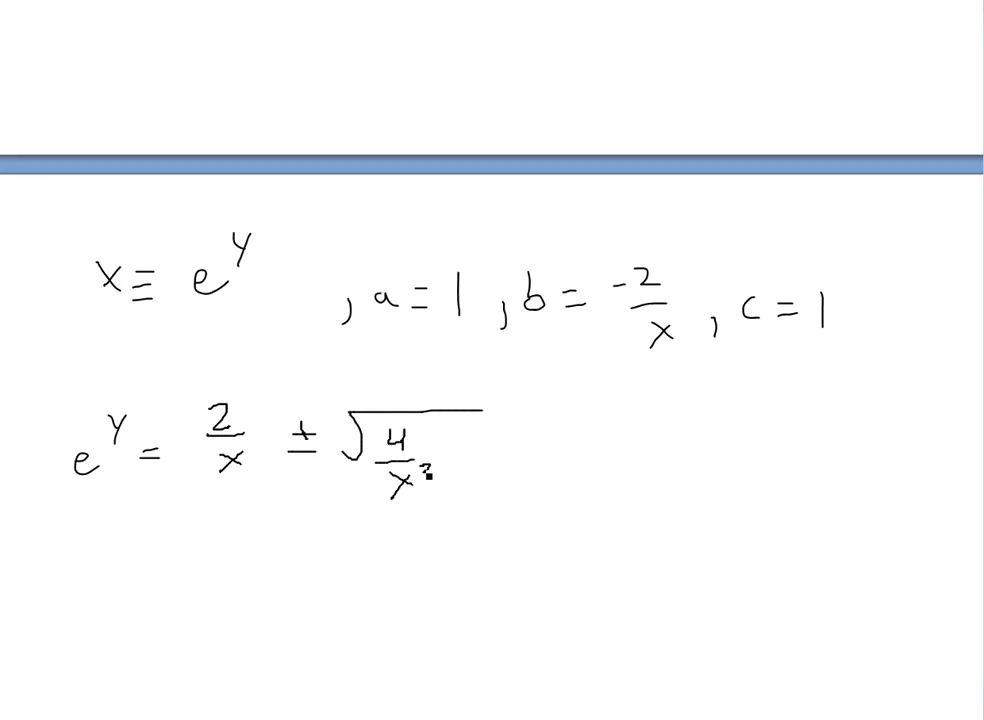 x ≡ e^y , a = 1 , b = -2/x , c = 1
e^y = 2/x ± √(4/x²